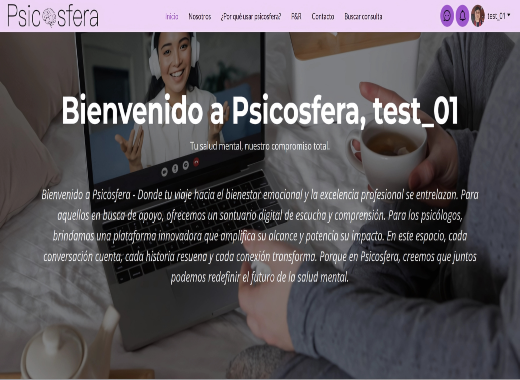 Psicosfera
Inicio Nosotros ¿Por qué usar psicosfera? F&R Contacto Buscar consulta test_01
Bienvenido a Psicosfera, test_01
Tu salud mental, nuestro compromiso total.
Bienvenido a Psicosfera - Donde tu viaje hacia el bienestar emocional y la excelencia profesional se entrelazan. Para
aquellos en busca de apoyo, ofrecemos un santuario digital de escucha y comprensión. Para los psicólogos,
brindamos una plataforma innovadora que amplifica su alcance y potencia su impacto. En este espacio, cada
conversación cuenta, cada historia resuena y cada conexión transforma. Porque en Psicosfera, creemos que juntos
podemos redefinir el futuro de la salud mental.